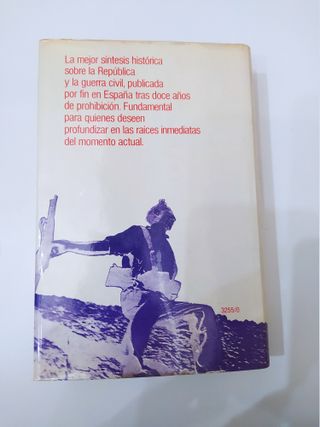 La mejor síntesis histórica
sobre la República
y la guerra civil, publicada
por fin en España tras doce años
de prohibición. Fundamental
para quienes deseen
profundizar en las raíces inmediatas
del momento actual.
3255/6